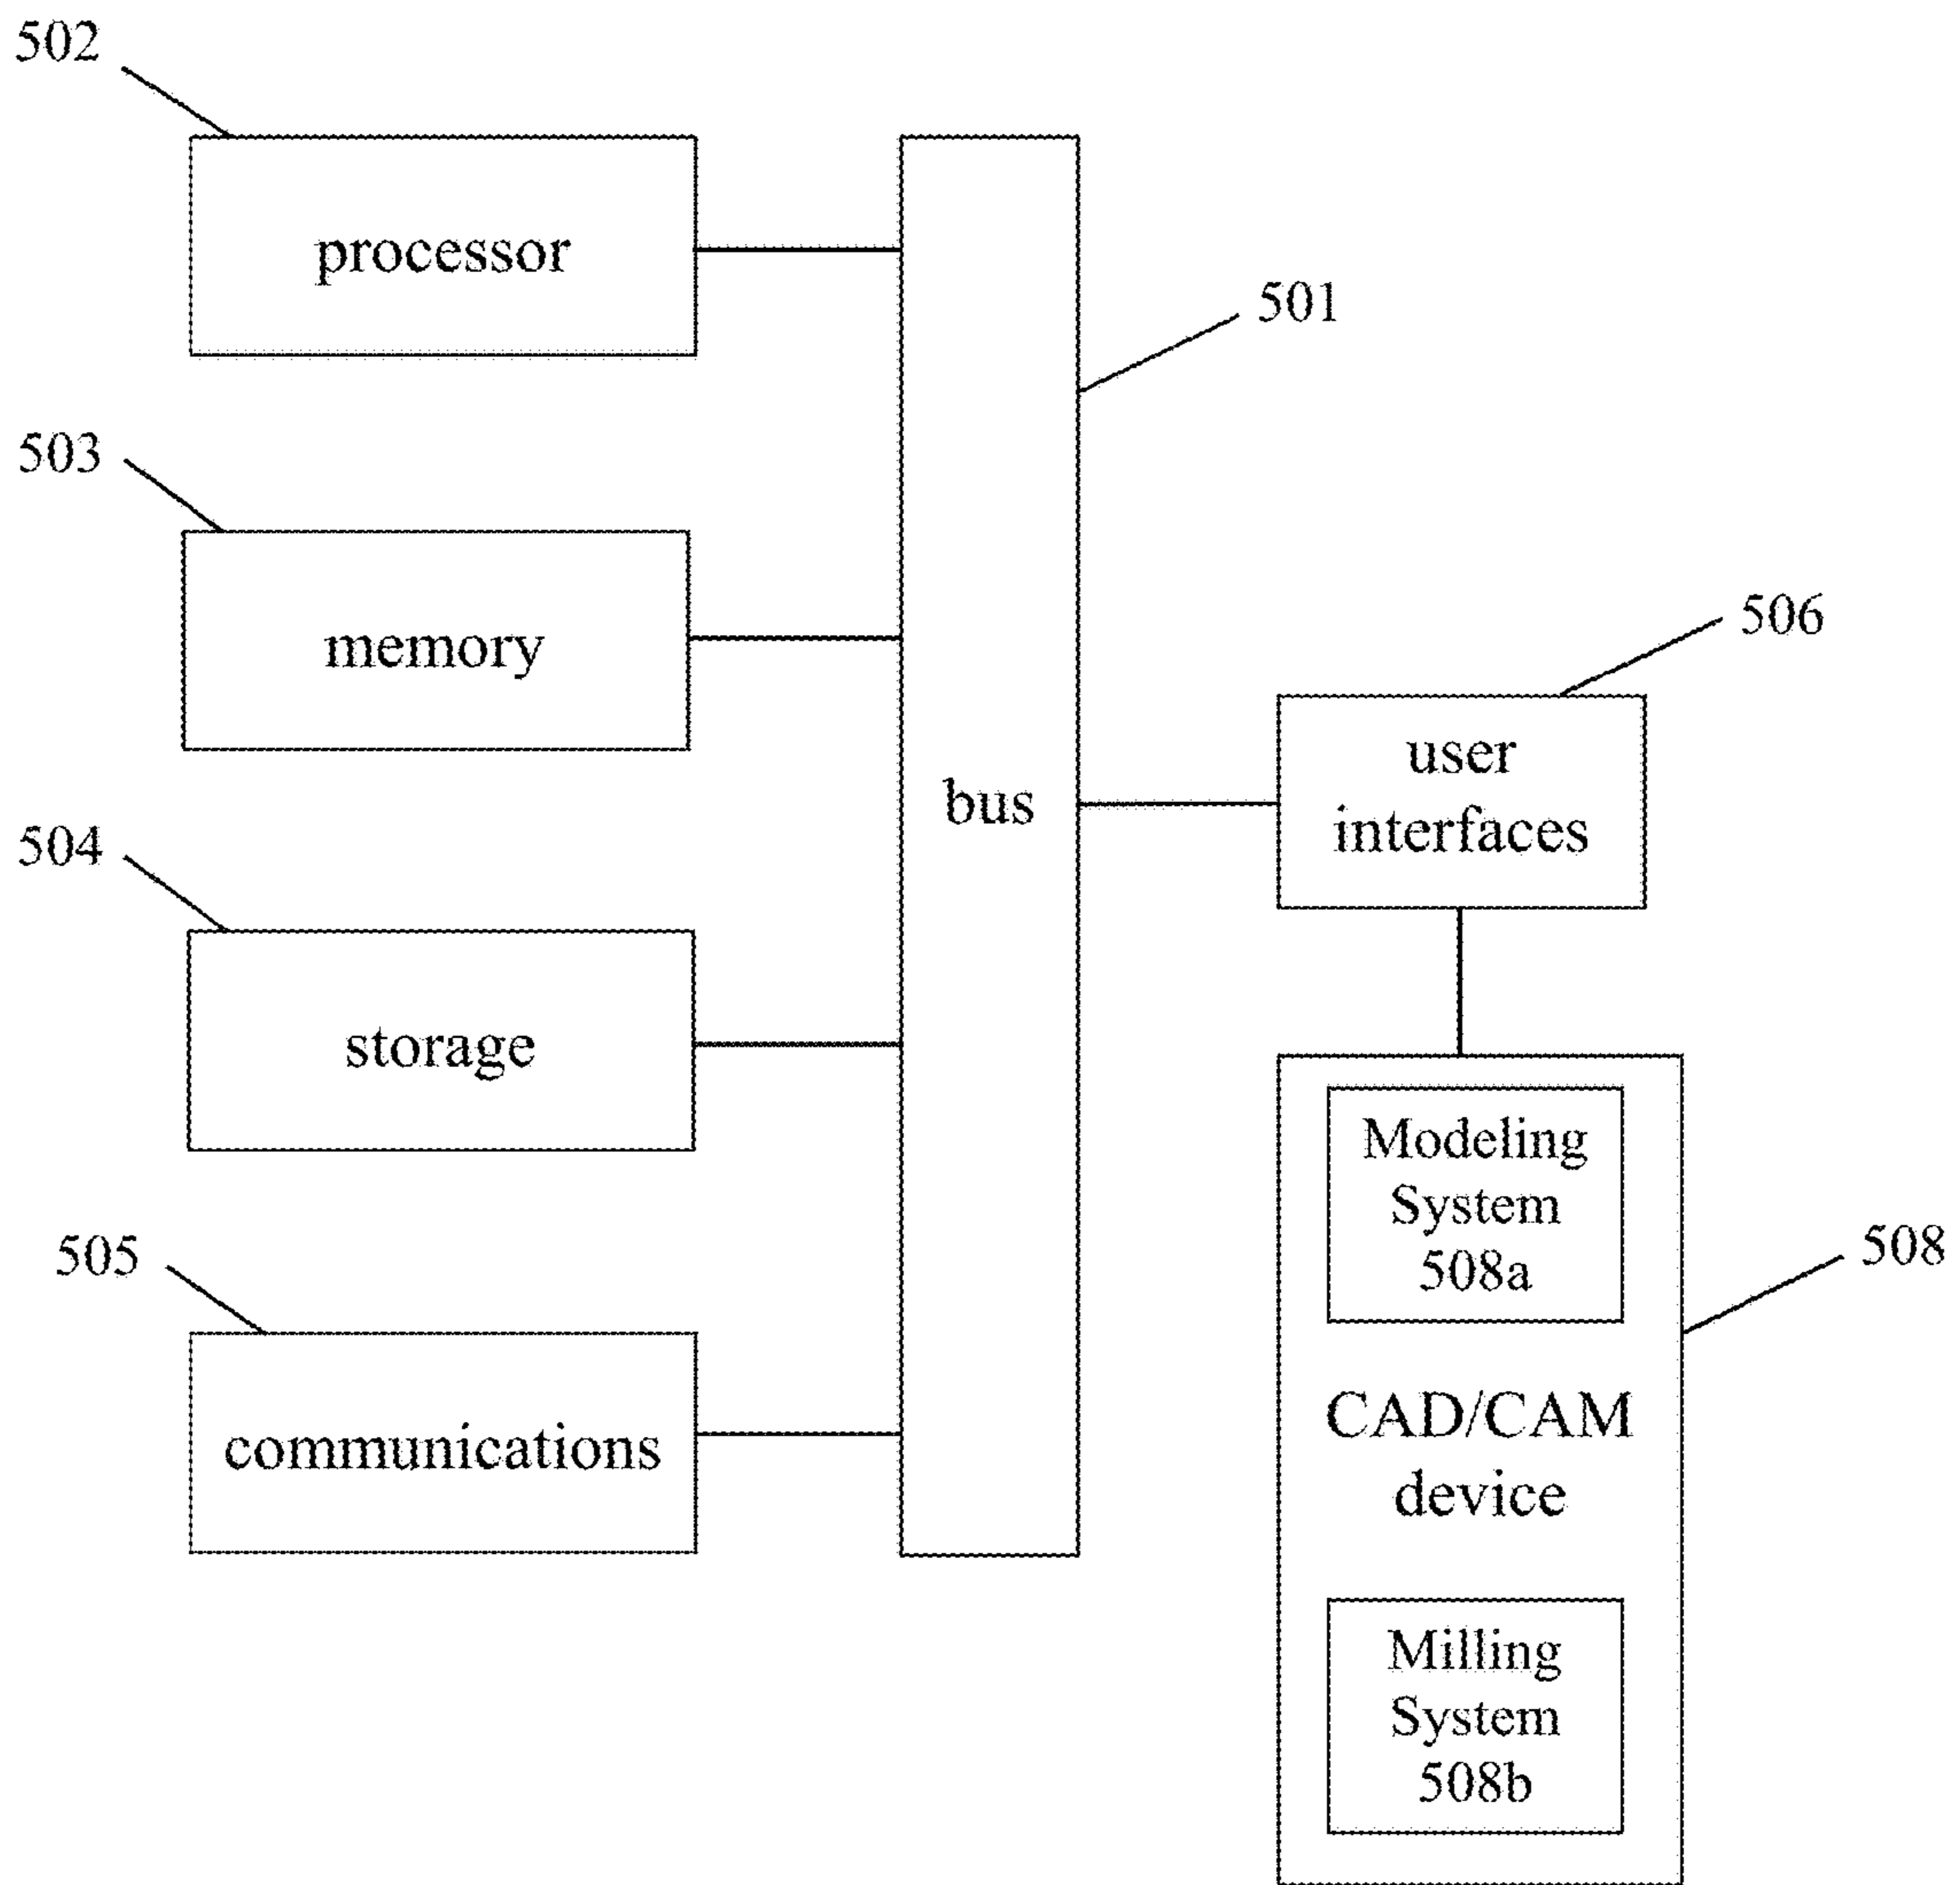 502
processor
501
503
memory
506
user
interfaces
bus
504
storage
505
communications
508
Modeling
System
508a
CAD/CAM
device
Milling
System
508b